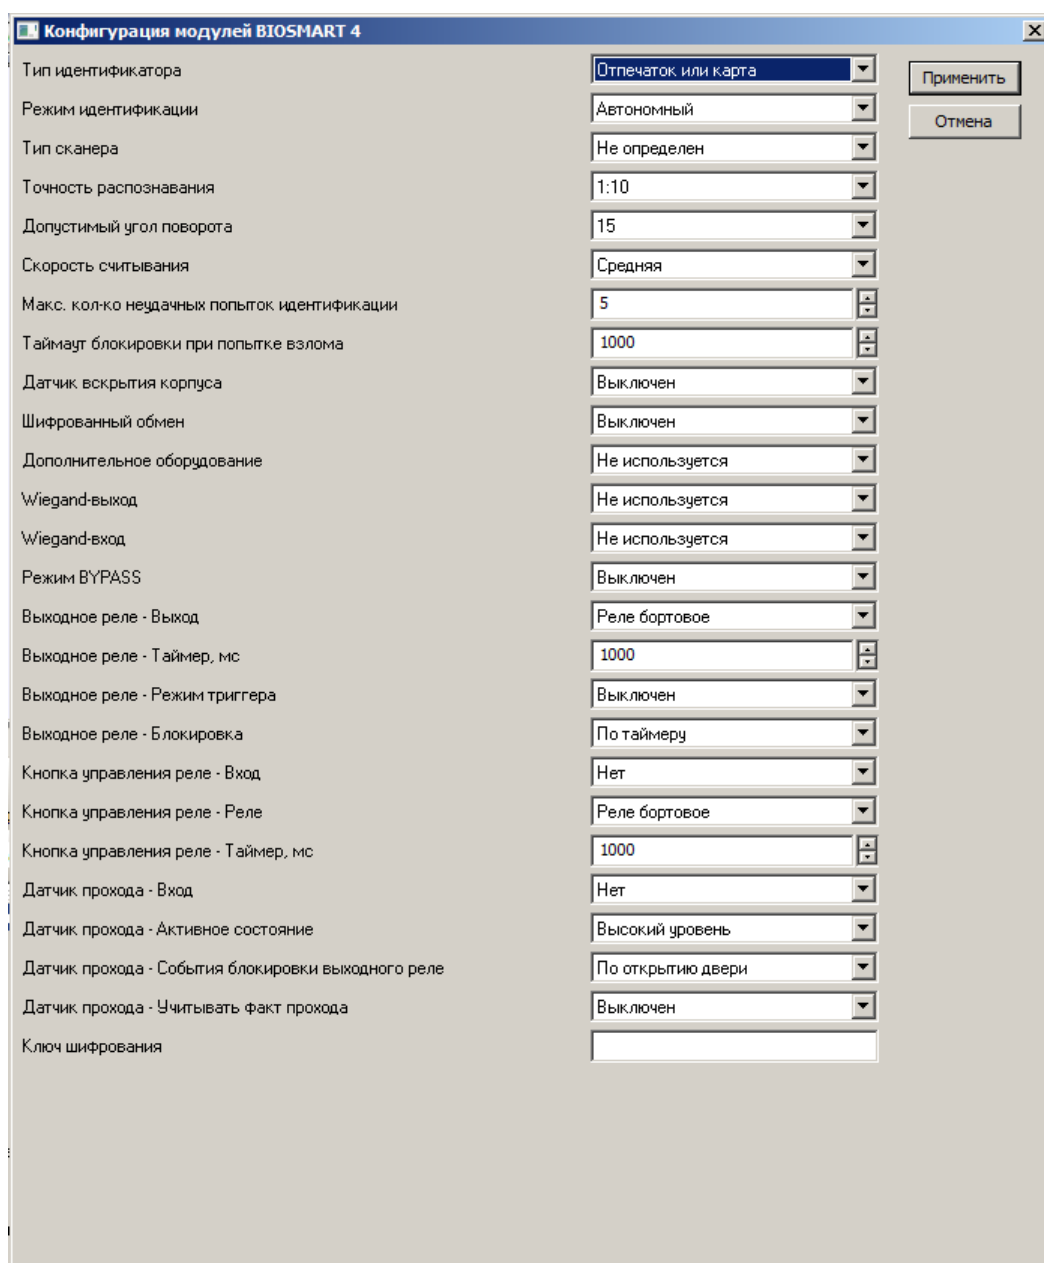 Конфигурация модулей BIOSMART 4
Тип идентификатора Отпечаток или карта Применить
Режим идентификации Автономный Отмена
Тип сканера Не определен
Точность распознавания 1:10
Допустимый угол поворота 15
Скорость считывания Средняя
Макс. кол-ко неудачных попыток идентификации 5
Таймаут блокировки при попытке взлома 1000
Датчик вскрытия корпуса Выключен
Шифрованный обмен Выключен
Дополнительное оборудование Не используется
Wiegand-выход Не используется
Wiegand-вход Не используется
Режим BYPASS Выключен
Выходное реле - Выход Реле бортовое
Выходное реле - Таймер, мс 1000
Выходное реле - Режим триггера Выключен
Выходное реле - Блокировка По таймеру
Кнопка управления реле - Вход Нет
Кнопка управления реле - Реле Реле бортовое
Кнопка управления реле - Таймер, мс 1000
Датчик прохода - Вход Нет
Датчик прохода - Активное состояние Высокий уровень
Датчик прохода - События блокировки выходного реле По открытию двери
Датчик прохода - Учитывать факт прохода Выключен
Ключ шифрования